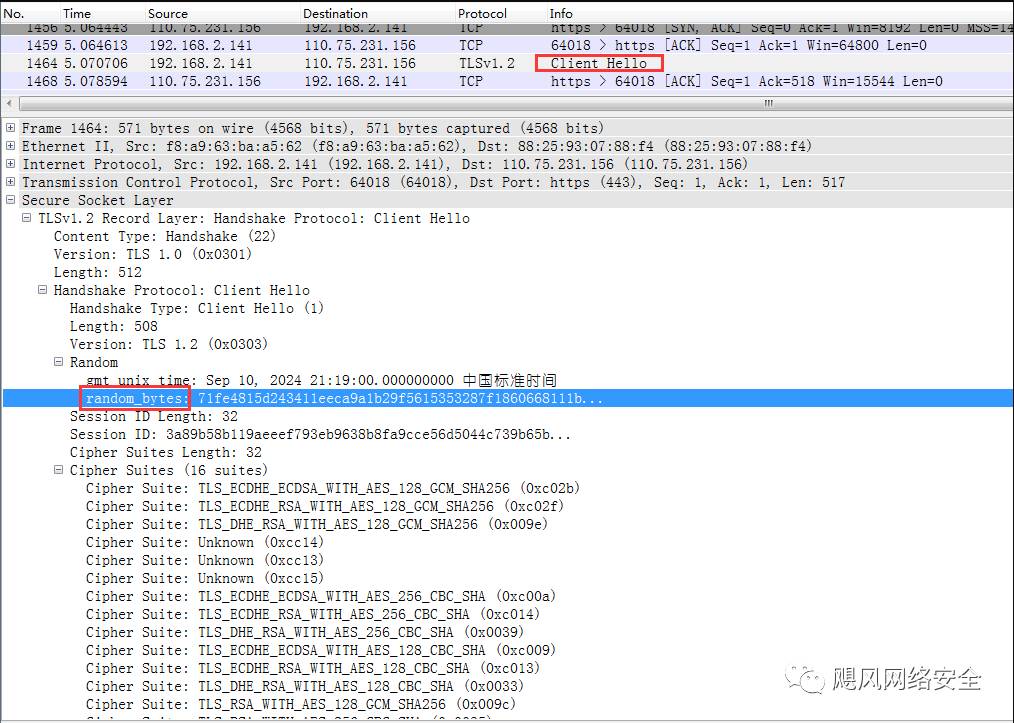 No. Time Source Destination Protocol Info
1456 5.064443 110.75.231.156 192.168.2.141 TCP https > 64018 [SYN, ACK] Seq=0 Ack=1 Win=8192 Len=0 MSS=14
1459 5.064613 192.168.2.141 110.75.231.156 TCP 64018 > https [ACK] Seq=1 Ack=1 Win=64800 Len=0
1464 5.070706 192.168.2.141 110.75.231.156 TLSv1.2 Client Hello
1468 5.078594 110.75.231.156 192.168.2.141 TCP https > 64018 [ACK] Seq=1 Ack=518 Win=15544 Len=0
Frame 1464: 571 bytes on wire (4568 bits), 571 bytes captured (4568 bits)
Ethernet II, Src: f8:a9:63:ba:a5:62 (f8:a9:63:ba:a5:62), Dst: 88:25:93:07:88:f4 (88:25:93:07:88:f4)
Internet Protocol, Src: 192.168.2.141 (192.168.2.141), Dst: 110.75.231.156 (110.75.231.156)
Transmission Control Protocol, Src Port: 64018 (64018), Dst Port: https (443), Seq: 1, Ack: 1, Len: 517
Secure Socket Layer
TLSv1.2 Record Layer: Handshake Protocol: Client Hello
Content Type: Handshake (22)
Version: TLS 1.0 (0x0301)
Length: 512
Handshake Protocol: Client Hello
Handshake Type: Client Hello (1)
Length: 508
Version: TLS 1.2 (0x0303)
Random
gmt_unix_time: Sep 10, 2024 21:19:00.000000000 中国标准时间
random_bytes: 71fe4815d243411eeca9a1b29f5615353287f1860668111b...
Session ID Length: 32
Session ID: 3a89b58b119aeeef793eb9638b8fa9cce56d5044c739b65b...
Cipher Suites Length: 32
Cipher Suites (16 suites)
Cipher Suite: TLS_ECDHE_ECDSA_WITH_AES_128_GCM_SHA256 (0xc02b)
Cipher Suite: TLS_ECDHE_RSA_WITH_AES_128_GCM_SHA256 (0xc02f)
Cipher Suite: TLS_DHE_RSA_WITH_AES_128_GCM_SHA256 (0x009e)
Cipher Suite: Unknown (0xcc14)
Cipher Suite: Unknown (0xcc13)
Cipher Suite: Unknown (0xcc15)
Cipher Suite: TLS_ECDHE_ECDSA_WITH_AES_256_CBC_SHA (0xc00a)
Cipher Suite: TLS_ECDHE_RSA_WITH_AES_256_CBC_SHA (0xc014)
Cipher Suite: TLS_DHE_RSA_WITH_AES_256_CBC_SHA (0x0039)
Cipher Suite: TLS_ECDHE_ECDSA_WITH_AES_128_CBC_SHA (0xc009)
Cipher Suite: TLS_ECDHE_RSA_WITH_AES_128_CBC_SHA (0xc013)
Cipher Suite: TLS_DHE_RSA_WITH_AES_128_CBC_SHA (0x0033)
Cipher Suite: TLS_RSA_WITH_AES_128_GCM_SHA256 (0x009c)
Cipher Suite: TLS_RSA_WITH_AES_256_CBC_SHA (0x0035)
飓风网络安全